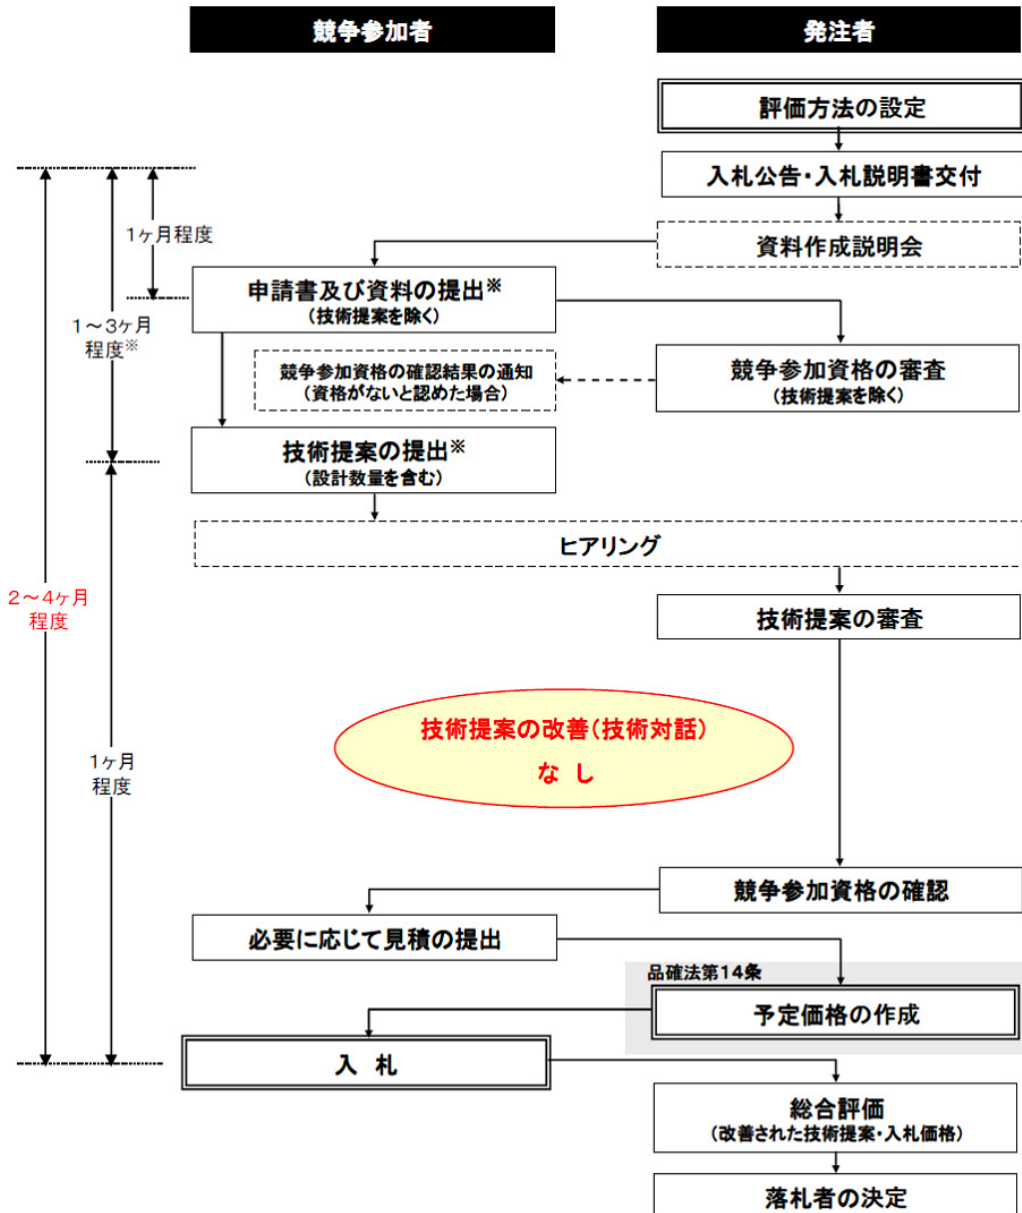 競争参加者
発注者
評価方法の設定
入札公告・入札説明書交付
1ヶ月程度
資料作成説明会
申請書及び資料の提出※
(技術提案を除く)
1～3ヶ月
程度※
競争参加資格の確認結果の通知
(資格がないと認めた場合)
競争参加資格の審査
(技術提案を除く)
技術提案の提出※
(設計数量を含む)
ヒアリング
2～4ヶ月
程度
技術提案の審査
技術提案の改善(技術対話)
な し
1ヶ月
程度
競争参加資格の確認
必要に応じて見積の提出
品確法第14条
予定価格の作成
入 札
総合評価
(改善された技術提案・入札価格)
落札者の決定